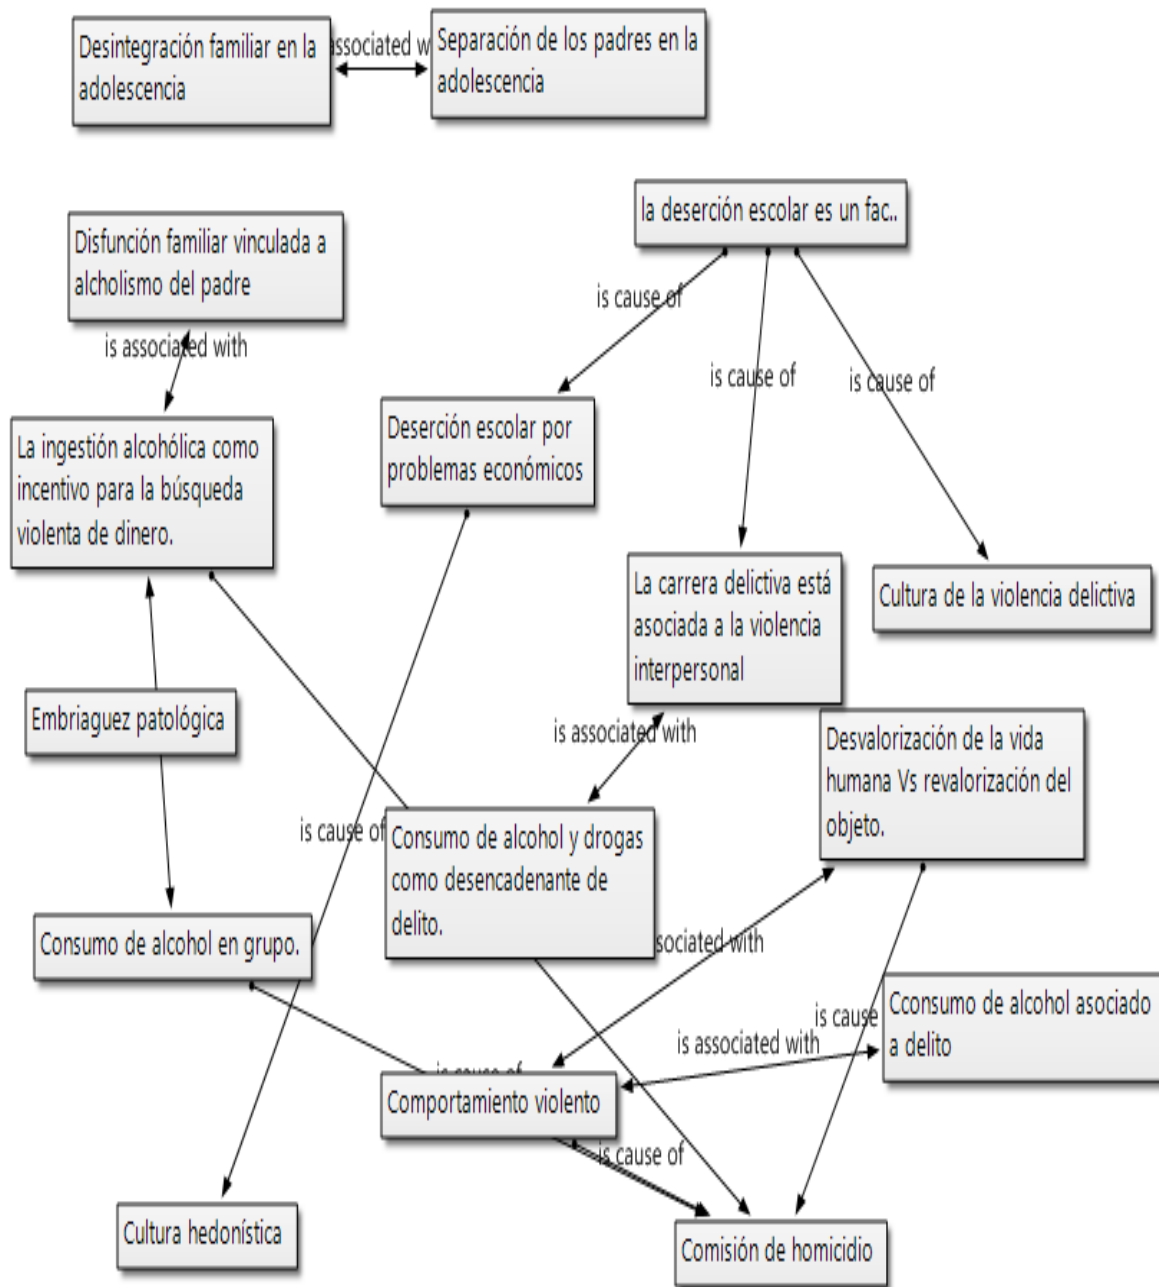 Desintegración familiar en la
adolescencia
associated w
Separación de los padres en la
adolescencia
la deserción escolar es un fac..
Disfunción familiar vinculada a
alcholismo del padre
is associated with
is cause of
is cause of
is cause of
La ingestión alcohólica como
incentivo para la búsqueda
violenta de dinero.
Deserción escolar por
problemas económicos
La carrera delictiva está
asociada a la violencia
interpersonal
Cultura de la violencia delictiva
Embriaguez patológica
is associated with
Desvalorización de la vida
humana Vs revalorización del
objeto.
is cause of
Consumo de alcohol y drogas
como desencadenante de
delito.
Consumo de alcohol en grupo.
sociated with
Cconsumo de alcohol asociado
a delito
is cause
is associated with
is cause of
Comportamiento violento
is cause of
Cultura hedonística
Comisión de homicidio